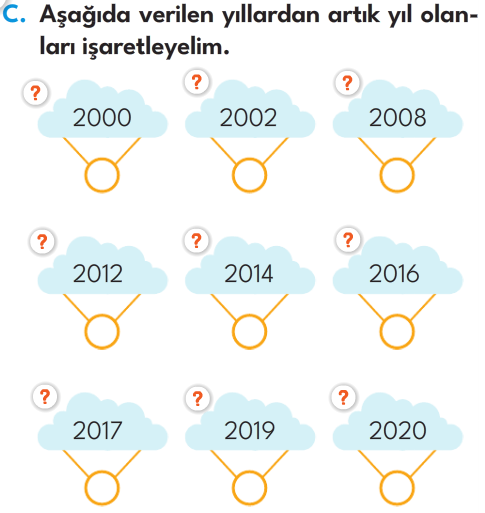 C. Aşağıda verilen yıllardan artık yıl olan-
ları işaretleyelim.
? ? ?
2000 2002 2008
? ? ?
2012 2014 2016
? ? ?
2017 2019 2020